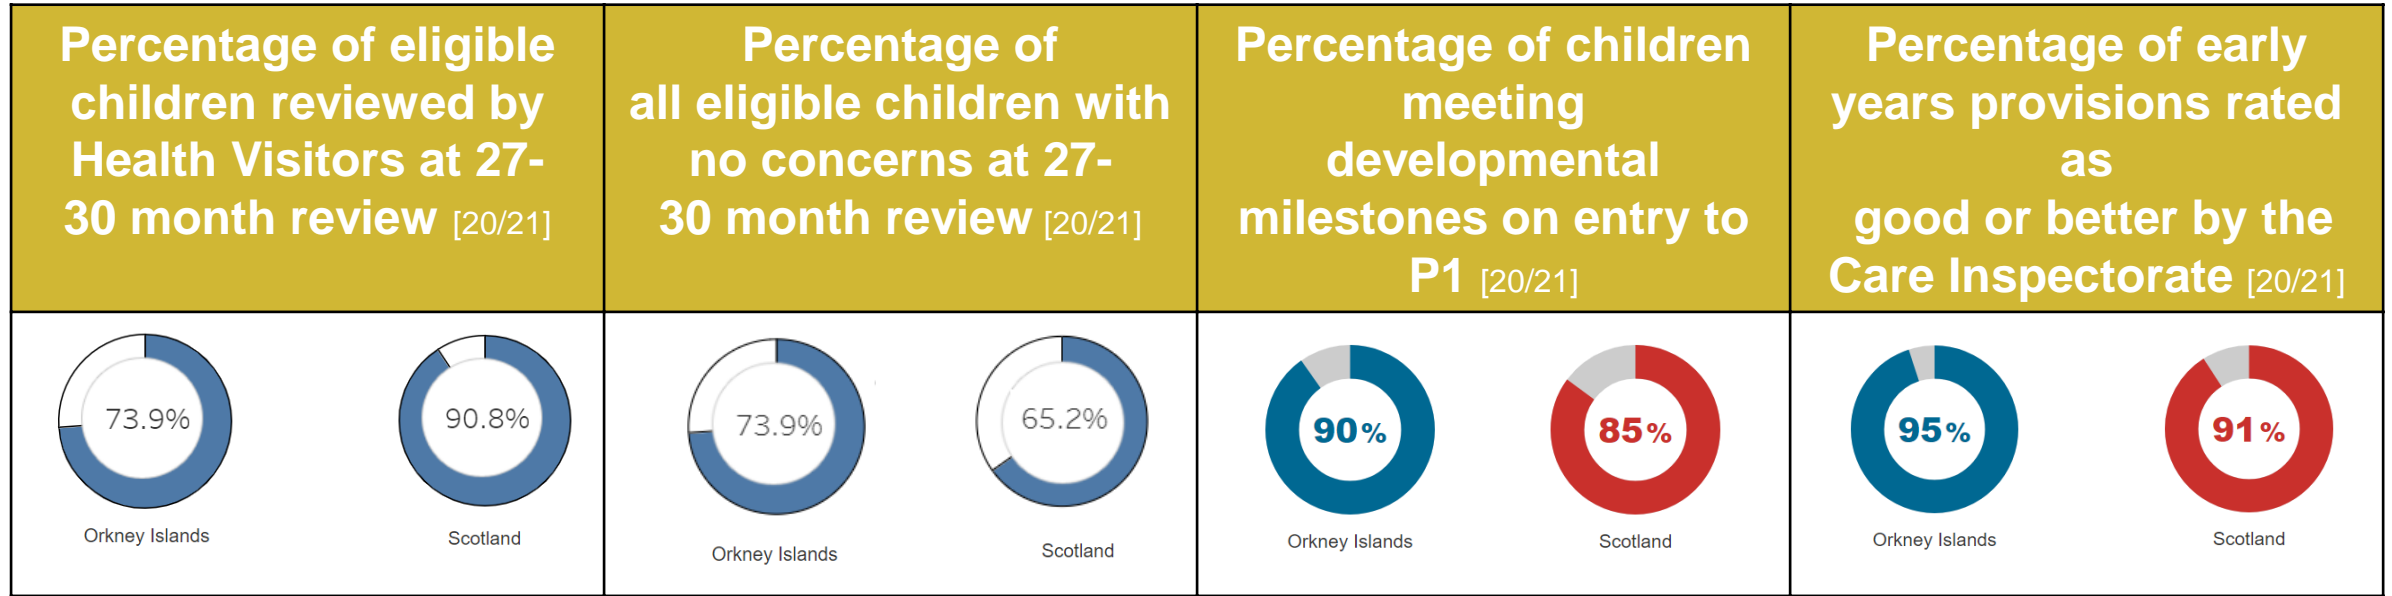 Percentage of eligible
children reviewed by
Health Visitors at 27-
30 month review [20/21]
Percentage of
all eligible children with
no concerns at 27-
30 month review [20/21]
Percentage of children
meeting
developmental
milestones on entry to
P1 [20/21]
Percentage of early
years provisions rated
as
good or better by the
Care Inspectorate [20/21]
73.9%
Orkney Islands
90.8%
Scotland
73.9%
Orkney Islands
65.2%
Scotland
90%
Orkney Islands
85%
Scotland
95%
Orkney Islands
91%
Scotland